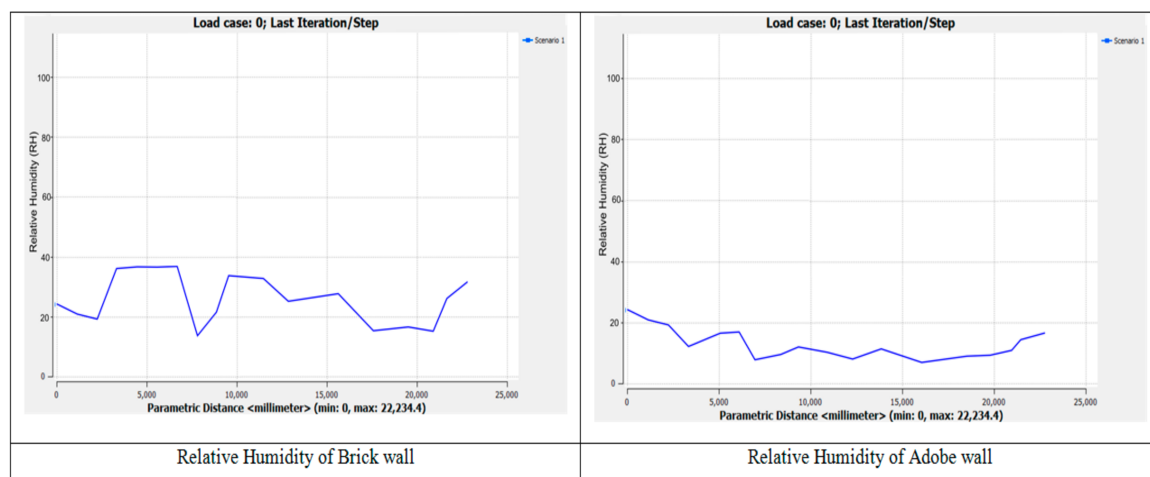 Load case: 0; Last Iteration/Step
Scenario 1
100
80
60
40
20
0
Relative Humidity (RH)
0 5,000 10,000 15,000 20,000 25,000
Parametric Distance <millimeter> (min: 0, max: 22,234.4)
Relative Humidity of Brick wall
Load case: 0; Last Iteration/Step
Scenario 1
100
80
60
40
20
0
Relative Humidity (RH)
0 5,000 10,000 15,000 20,000 25,000
Parametric Distance <millimeter> (min: 0, max: 22,234.4)
Relative Humidity of Adobe wall